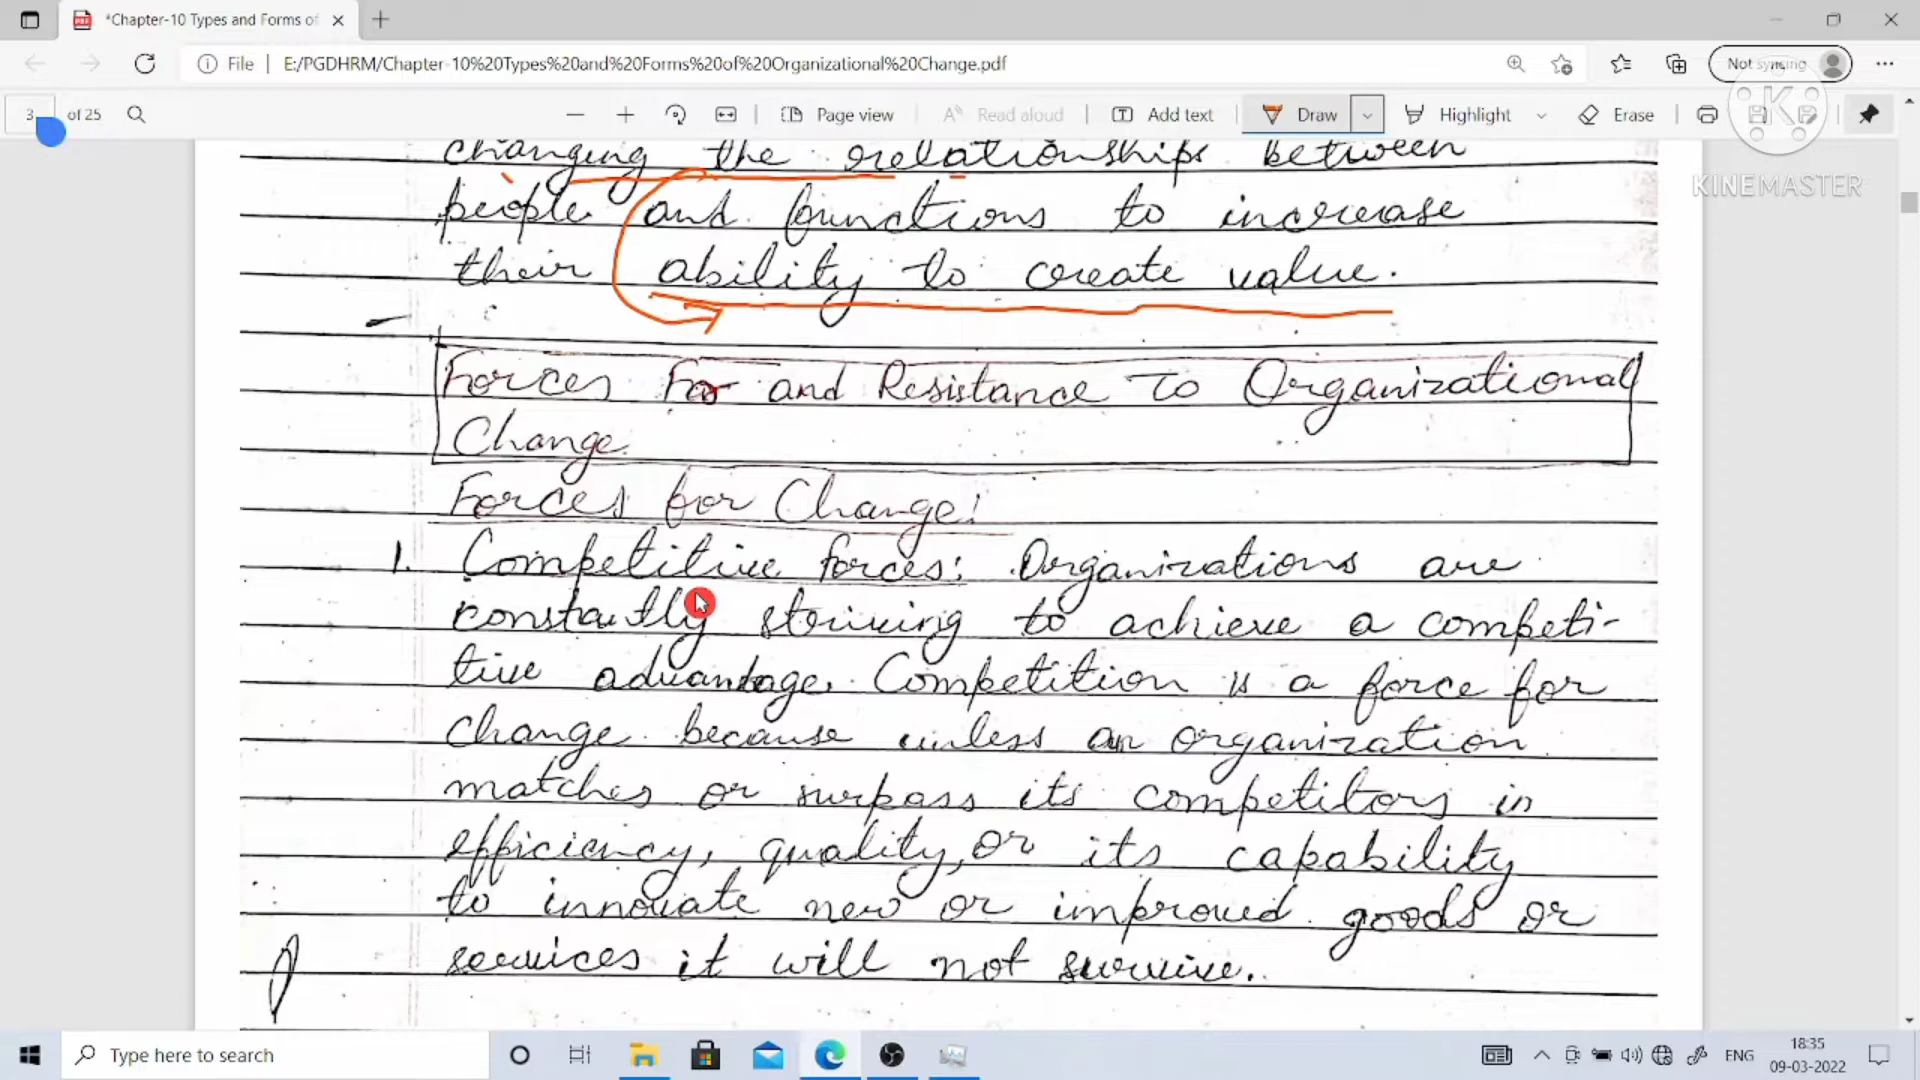 *Chapter-10 Types and Forms of
File
E:/PGDHRM/Chapter-10%20Types%20and%20Forms%20of%20Organizational%20Change.pdf
Not syncing
3 of 25
Page view
Read aloud
Add text
Draw
Highlight
Erase
KINEMASTER
changing the relationships between
people and functions to increase
their ability to create value.
Forces For and Resistance To Organizational
Change
Forces for Change:
1. Competitive forces: Organizations are
constantly striving to achieve a competi-
tive advantage. Competition is a force for
change because unless an organization
matches or surpass its competitors in
efficiency, quality, or its capability
to innovate new or improved goods or
services it will not survive.
Type here to search
ENG
18:35
09-03-2022